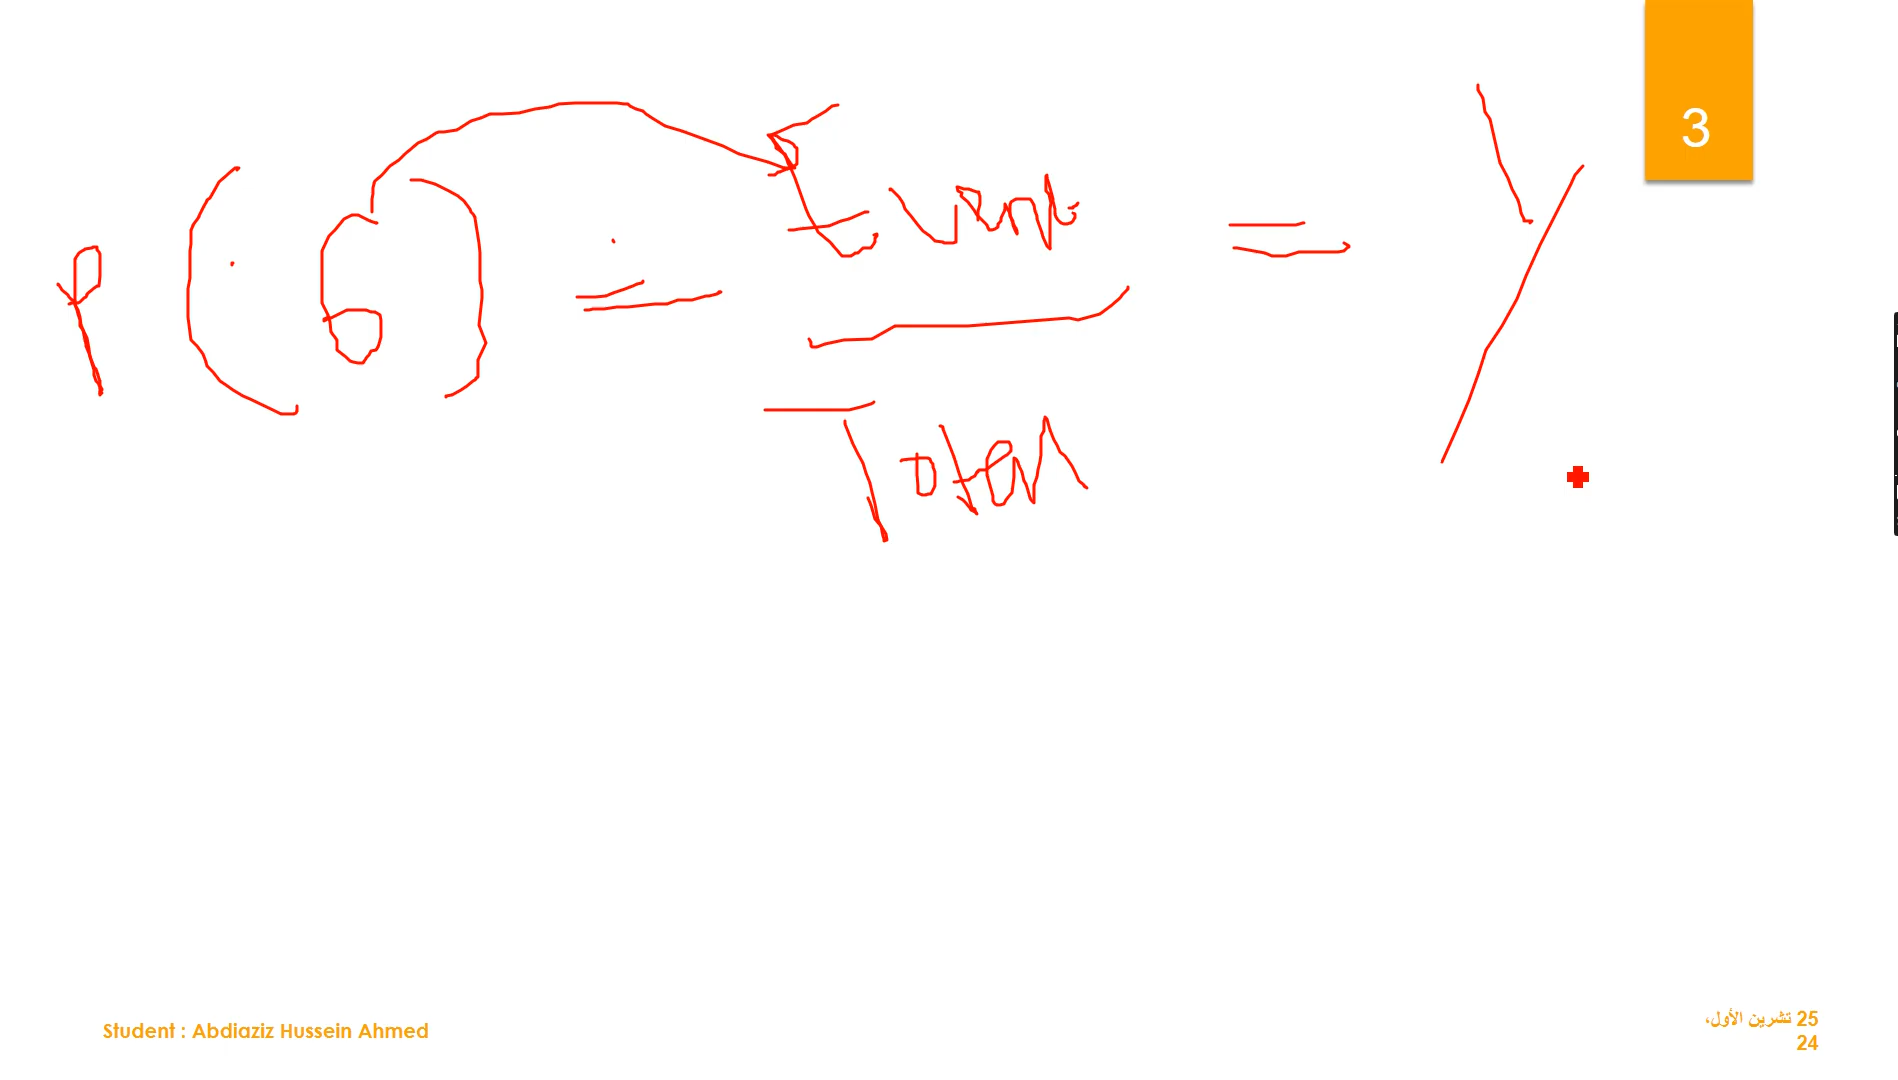 3
P ( 6 ) = Event = y
Total
Student : Abdiaziz Hussein Ahmed
25 تشرين الأول،
24